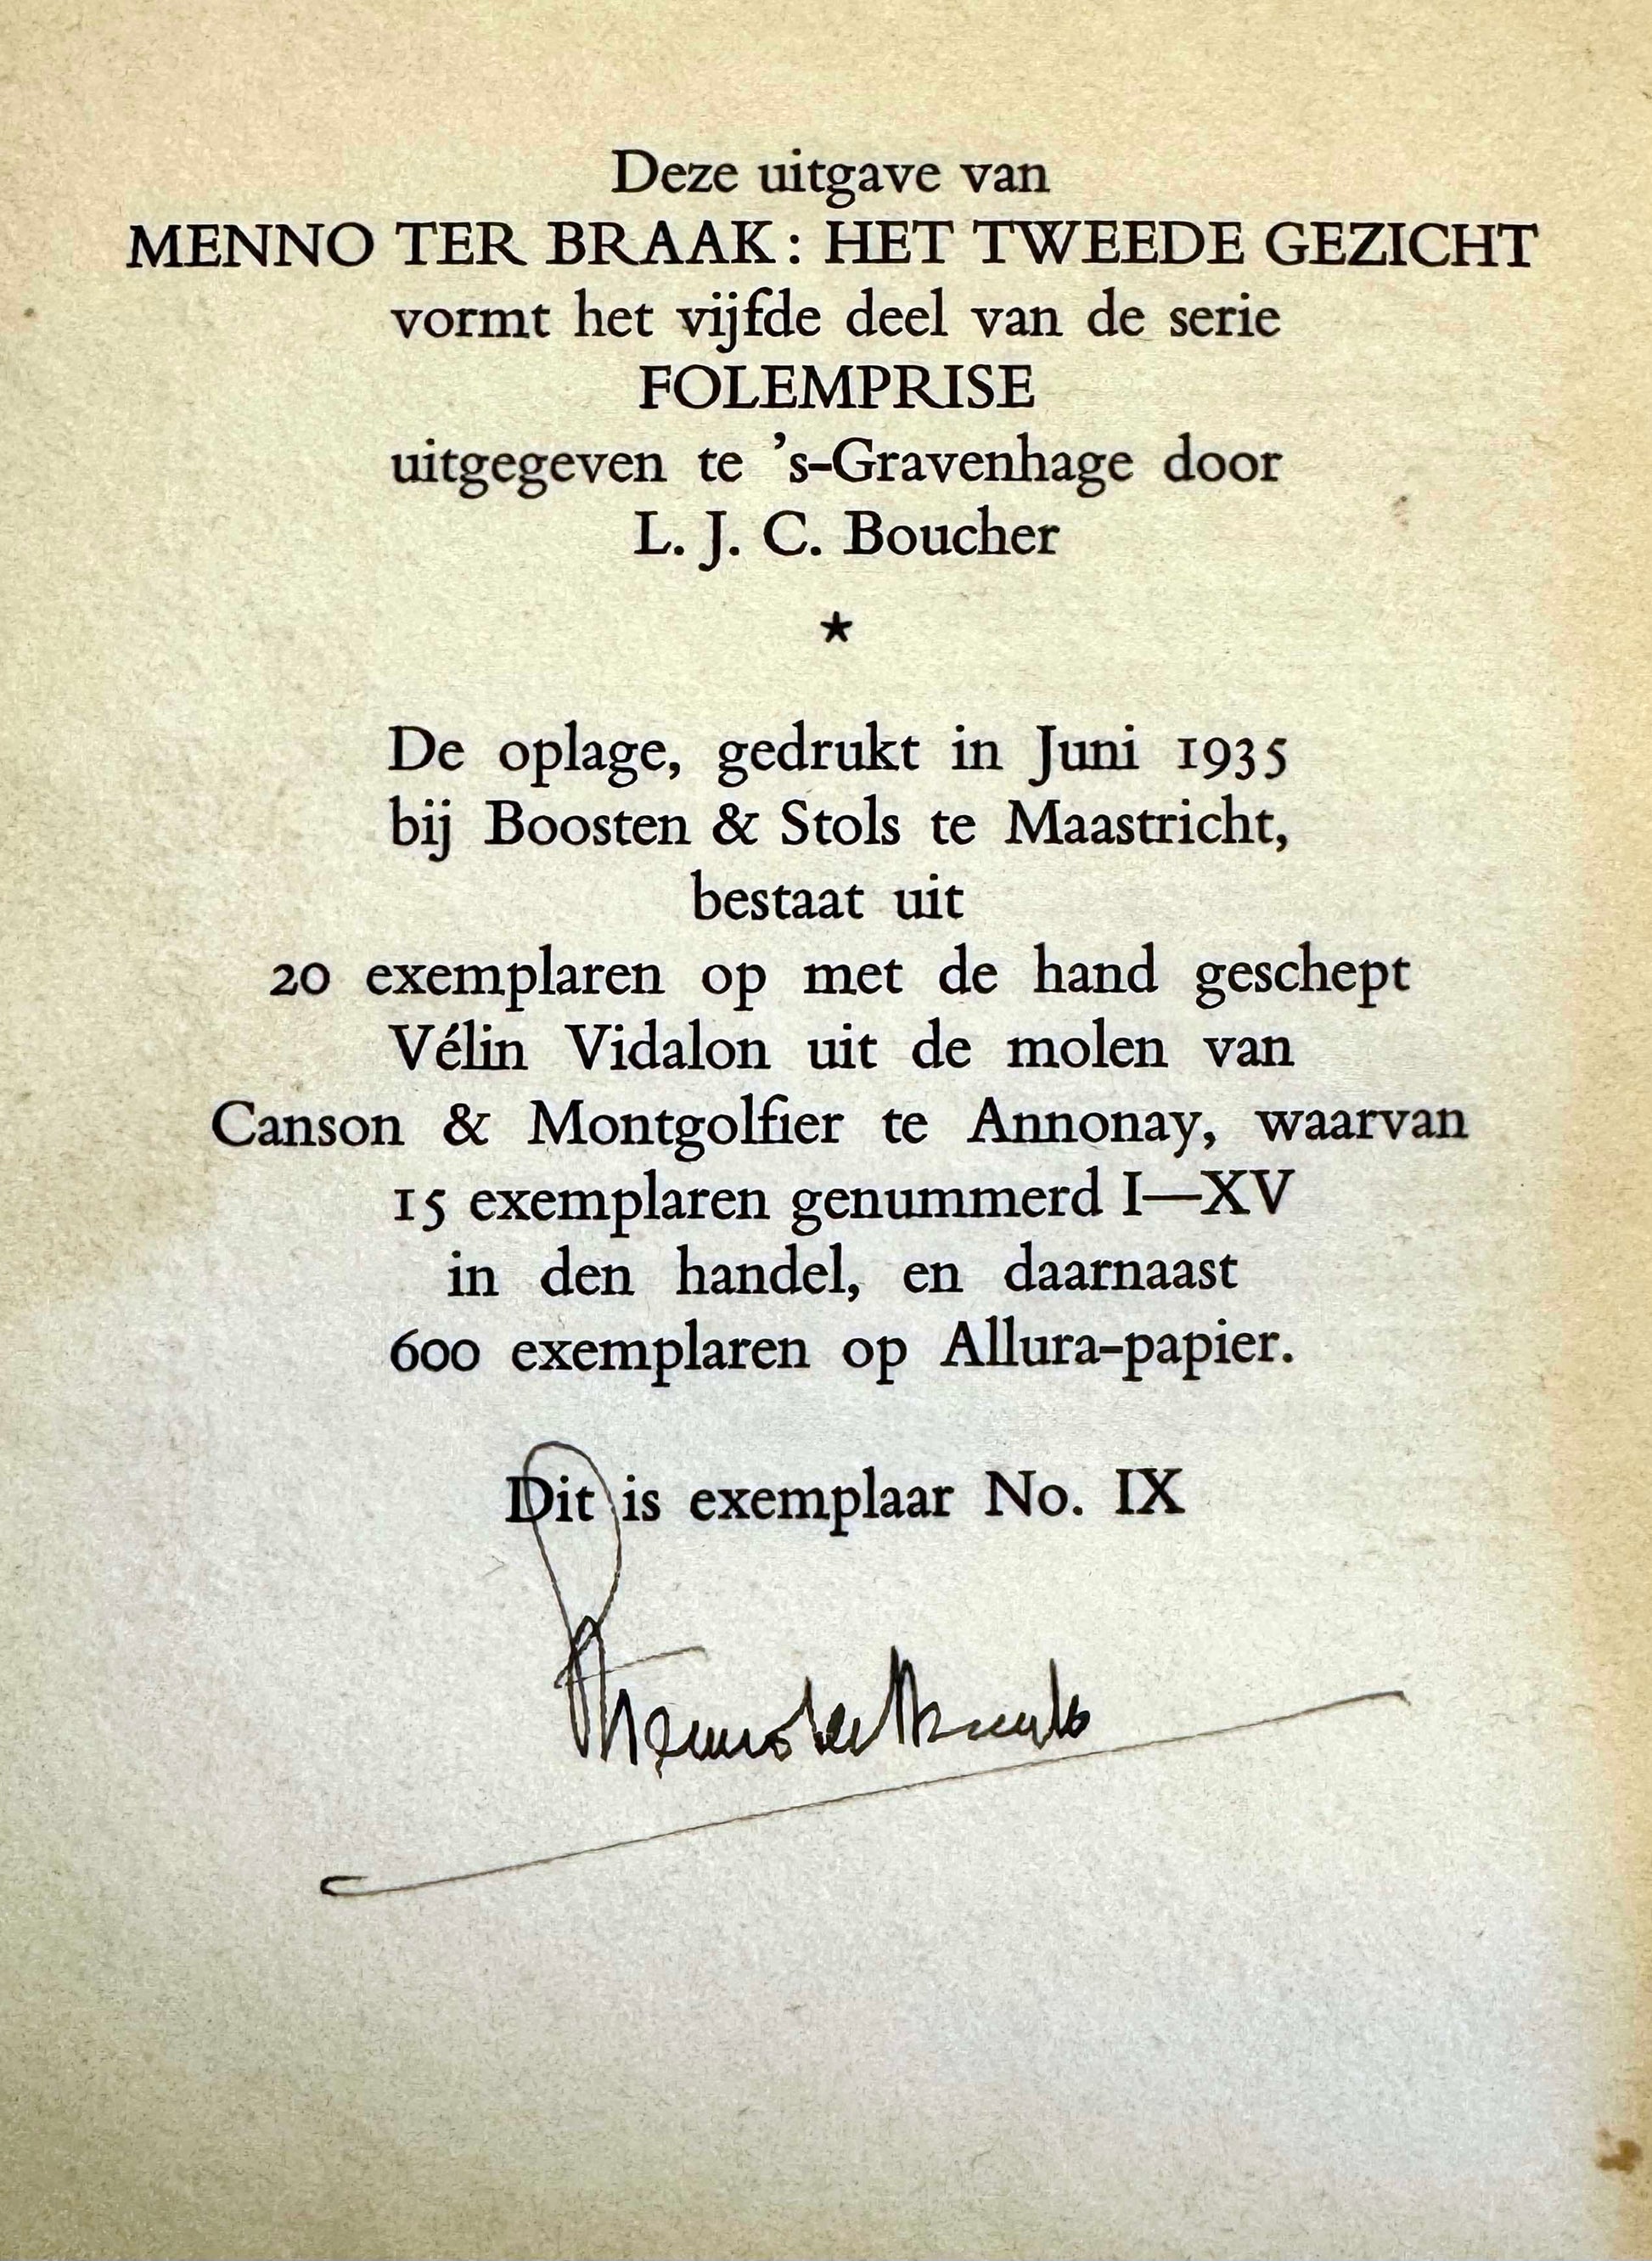 Deze uitgave van
MENNO TER BRAAK: HET TWEEDE GEZICHT
vormt het vijfde deel van de serie
FOLEMPRISE
uitgegeven te 's-Gravenhage door
L. J. C. Boucher
★
De oplage, gedrukt in Juni 1935
bij Boosten & Stols te Maastricht,
bestaat uit
20 exemplaren op met de hand geschept
Vélin Vidalon uit de molen van
Canson & Montgolfier te Annonay, waarvan
15 exemplaren genummerd I—XV
in den handel, en daarnaast
600 exemplaren op Allura-papier.
Dit is exemplaar No. IX
Menno ter Braak